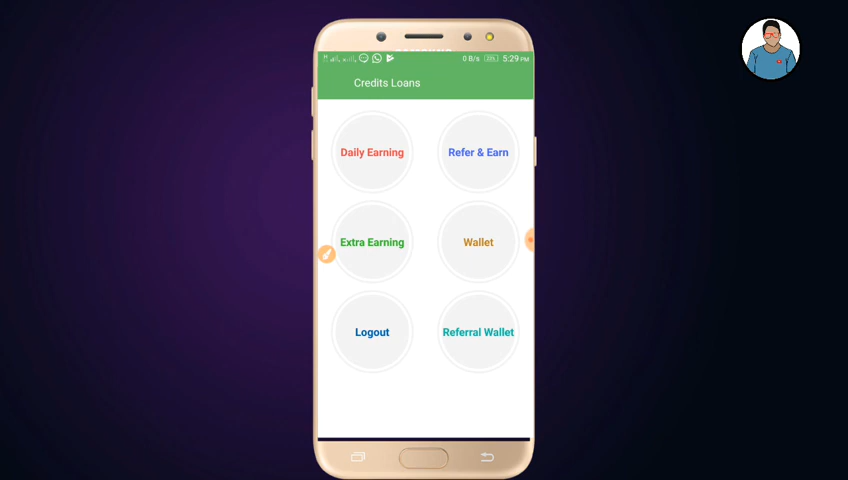 0 B/s 5:29 PM
Credits Loans
Daily Earning
Refer & Earn
Extra Earning
Wallet
Logout
Referral Wallet